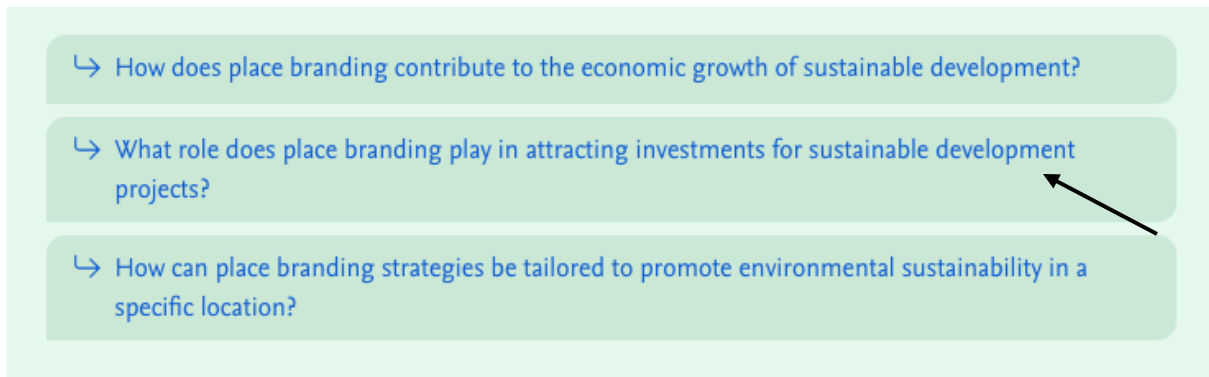 How does place branding contribute to the economic growth of sustainable development?
What role does place branding play in attracting investments for sustainable development
projects?
How can place branding strategies be tailored to promote environmental sustainability in a
specific location?